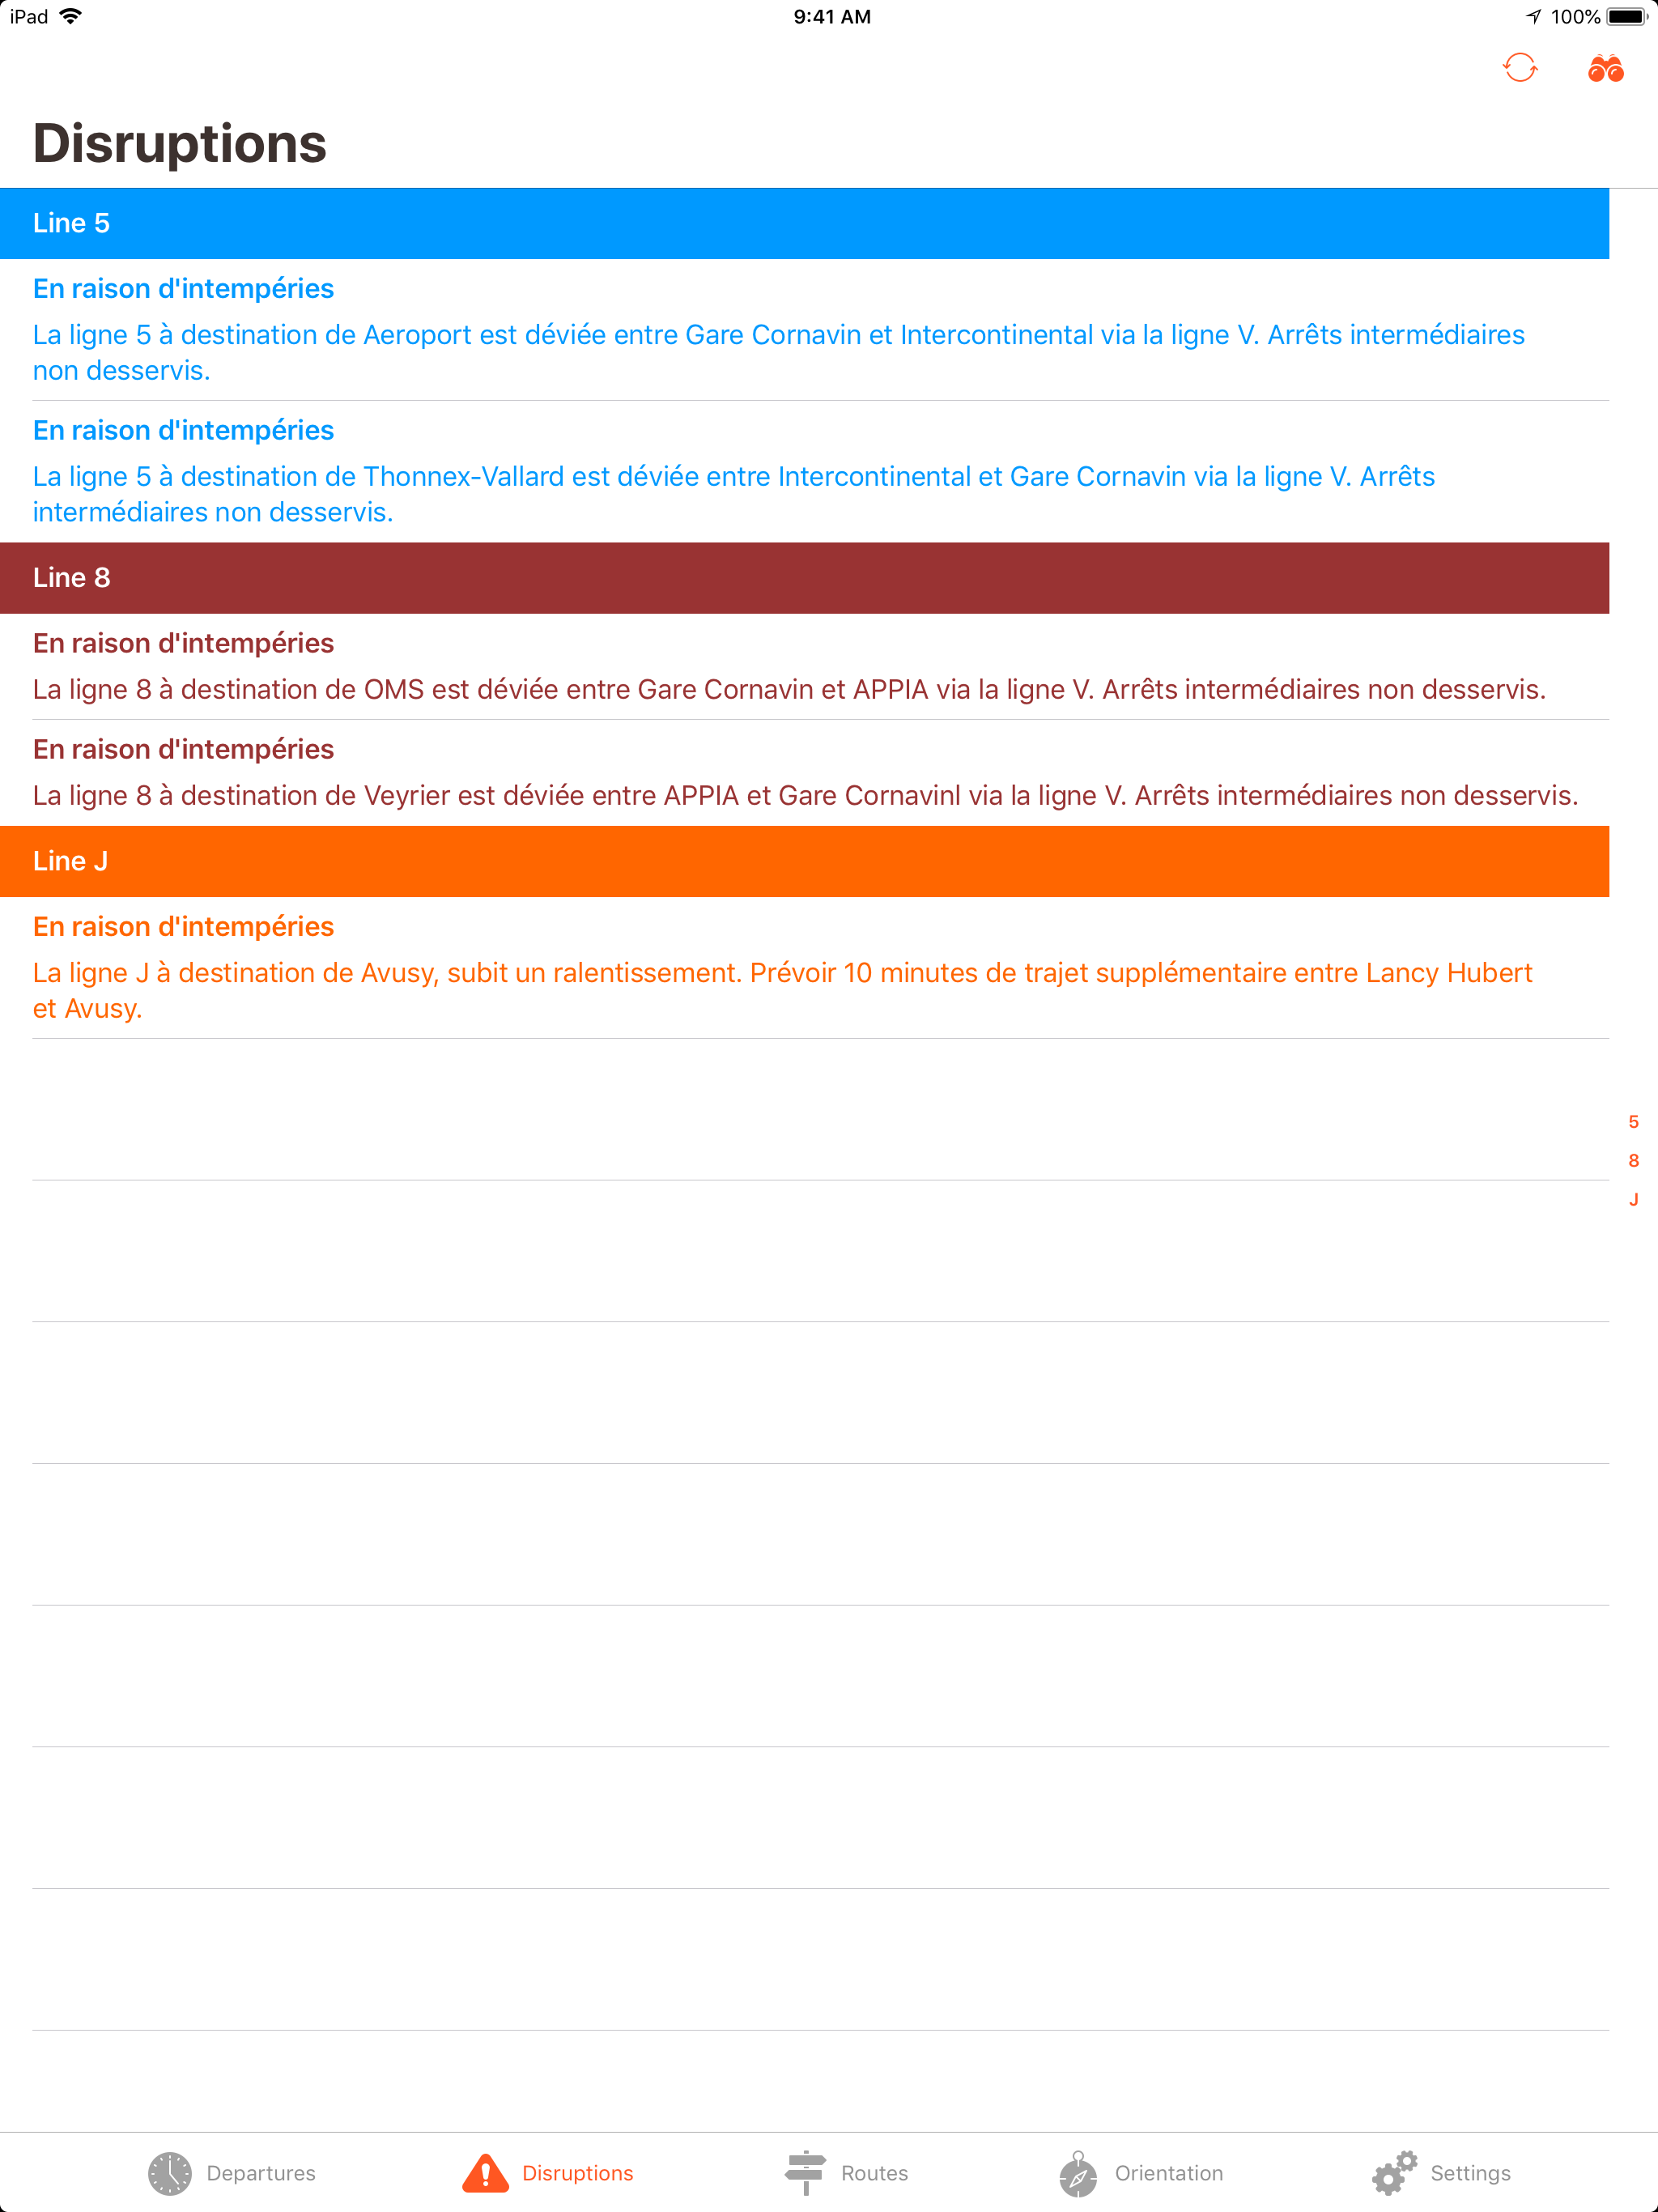 iPad
9:41 AM
100%
Disruptions
Line 5
En raison d'intempéries
La ligne 5 à destination de Aeroport est déviée entre Gare Cornavin et Intercontinental via la ligne V. Arrêts intermédiaires
non desservis.
En raison d'intempéries
La ligne 5 à destination de Thonnex-Vallard est déviée entre Intercontinental et Gare Cornavin via la ligne V. Arrêts
intermédiaires non desservis.
Line 8
En raison d'intempéries
La ligne 8 à destination de OMS est déviée entre Gare Cornavin et APPIA via la ligne V. Arrêts intermédiaires non desservis.
En raison d'intempéries
La ligne 8 à destination de Veyrier est déviée entre APPIA et Gare Cornavinl via la ligne V. Arrêts intermédiaires non desservis.
Line J
En raison d'intempéries
La ligne J à destination de Avusy, subit un ralentissement. Prévoir 10 minutes de trajet supplémentaire entre Lancy Hubert
et Avusy.
5
8
J
Departures
Disruptions
Routes
Orientation
Settings